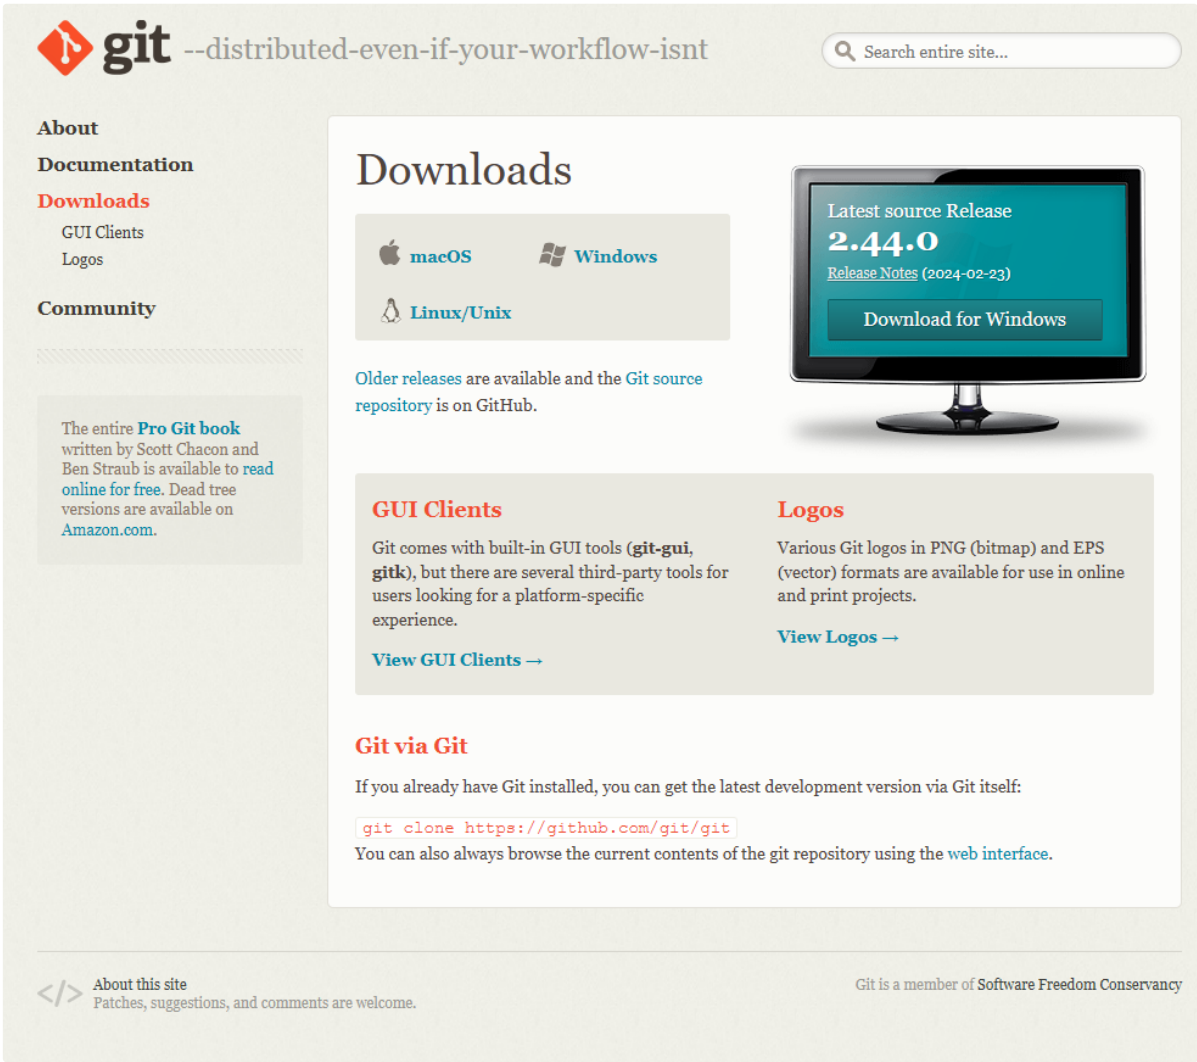 git --distributed-even-if-your-workflow-isnt
Search entire site...
About
Documentation
Downloads
GUI Clients
Logos
Community
The entire Pro Git book
written by Scott Chacon and
Ben Straub is available to read
online for free. Dead tree
versions are available on
Amazon.com.
Downloads
macOS
Windows
Linux/Unix
Older releases are available and the Git source
repository is on GitHub.
Latest source Release
2.44.0
Release Notes (2024-02-23)
Download for Windows
GUI Clients
Git comes with built-in GUI tools (git-gui,
gitk), but there are several third-party tools for
users looking for a platform-specific
experience.
View GUI Clients →
Logos
Various Git logos in PNG (bitmap) and EPS
(vector) formats are available for use in online
and print projects.
View Logos →
Git via Git
If you already have Git installed, you can get the latest development version via Git itself:
git clone https://github.com/git/git
You can also always browse the current contents of the git repository using the web interface.
</> About this site
Patches, suggestions, and comments are welcome.
Git is a member of Software Freedom Conservancy